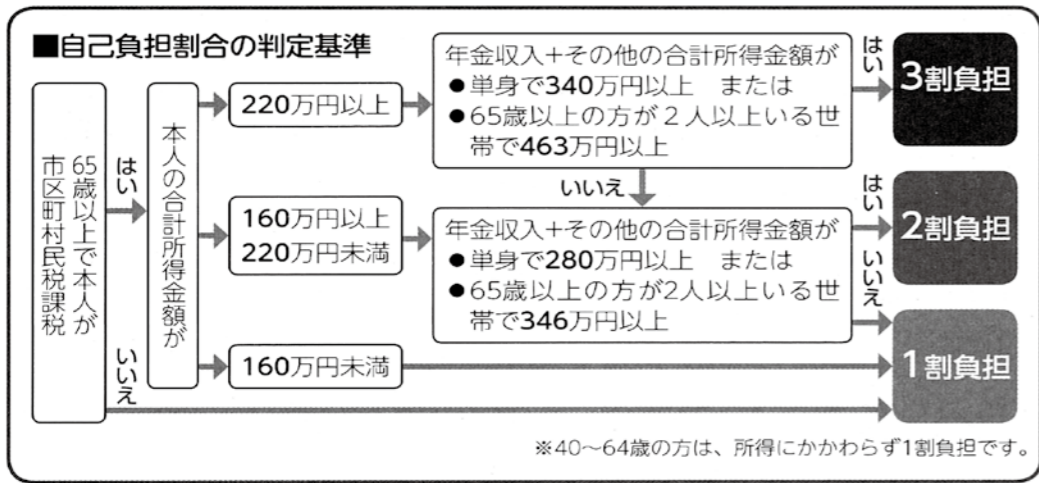 ■自己負担割合の判定基準
65歳以上で本人が
市区町村民税課税
はい
いいえ
本人の合計所得金額が
220万円以上
160万円以上
220万円未満
160万円未満
年金収入+その他の合計所得金額が
●単身で340万円以上 または
●65歳以上の方が2人以上いる世
帯で463万円以上
はい
いいえ
年金収入+その他の合計所得金額が
●単身で280万円以上 または
●65歳以上の方が2人以上いる世
帯で346万円以上
はい
いいえ
3割負担
2割負担
1割負担
※40〜64歳の方は、所得にかかわらず1割負担です。